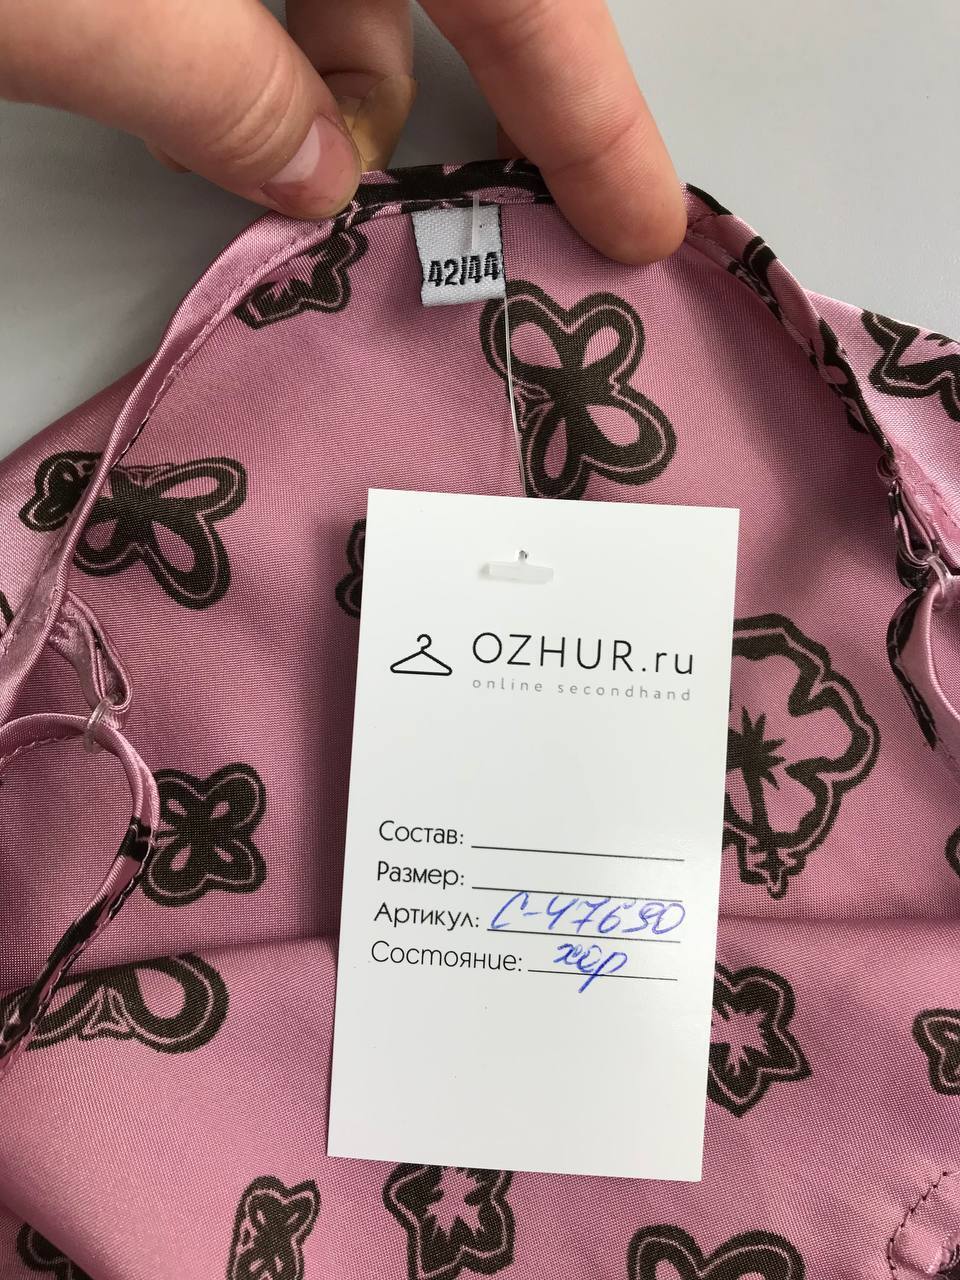 42/44
OZHUR.ru
online secondhand
Состав:
Размер:
Артикул: С-47690
Состояние: хор